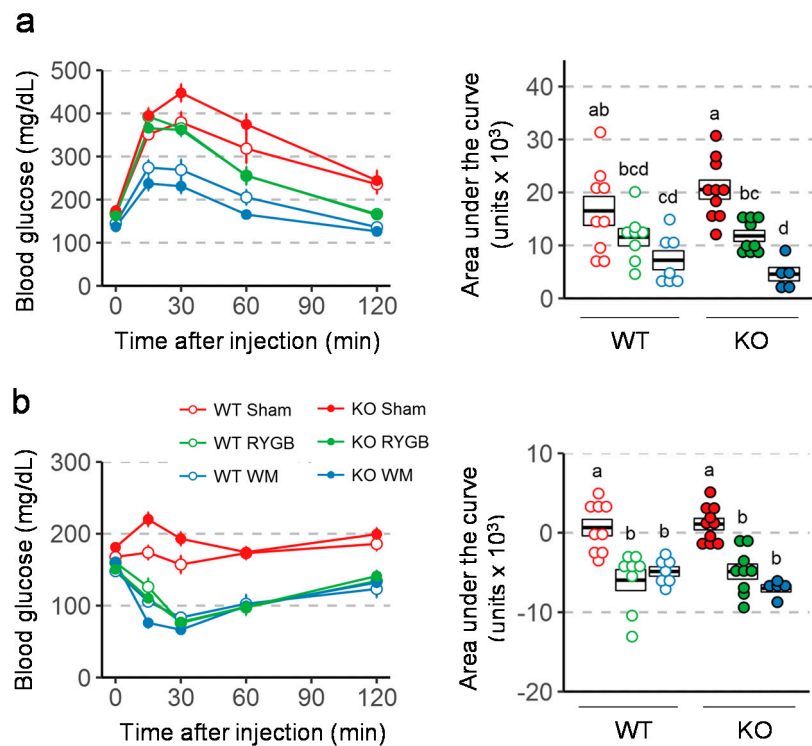 a
Blood glucose (mg/dL)
500
400
300
200
100
0
0 30 60 90 120
Time after injection (min)
Area under the curve
(units x 10³)
40
30
20
10
0
ab
bcd
cd
a
bc
d
WT KO
b
WT Sham KO Sham
WT RYGB KO RYGB
WT WM KO WM
Blood glucose (mg/dL)
300
200
100
0
0 30 60 90 120
Time after injection (min)
Area under the curve
(units x 10³)
10
0
-10
-20
a
b
b
a
b
b
WT KO